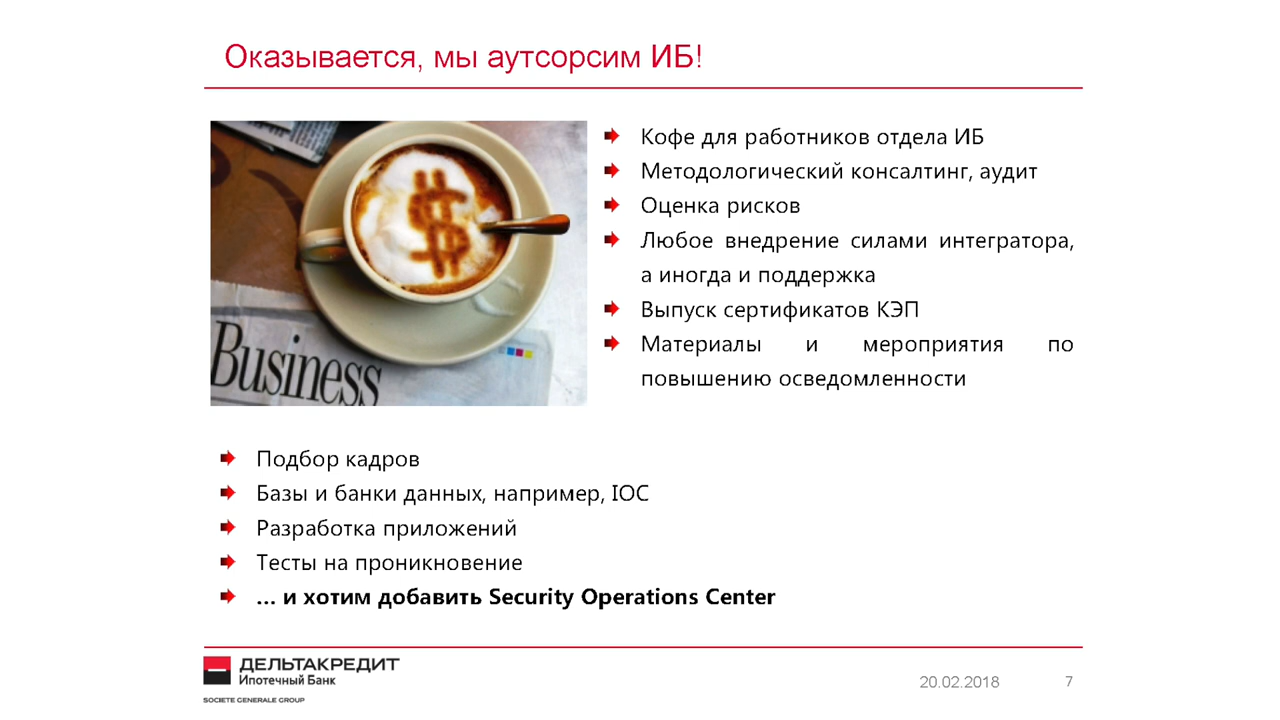 Оказывается, мы аутсорсим ИБ!
Кофе для работников отдела ИБ
Методологический консалтинг, аудит
Оценка рисков
Любое внедрение силами интегратора,
а иногда и поддержка
Выпуск сертификатов КЭП
Материалы и мероприятия по
повышению осведомленности
Business
Подбор кадров
Базы и банки данных, например, IOC
Разработка приложений
Тесты на проникновение
... и хотим добавить Security Operations Center
ДЕЛЬТАКРЕДИТ
Ипотечный Банк
SOCIETE GENERALE GROUP
20.02.2018
7